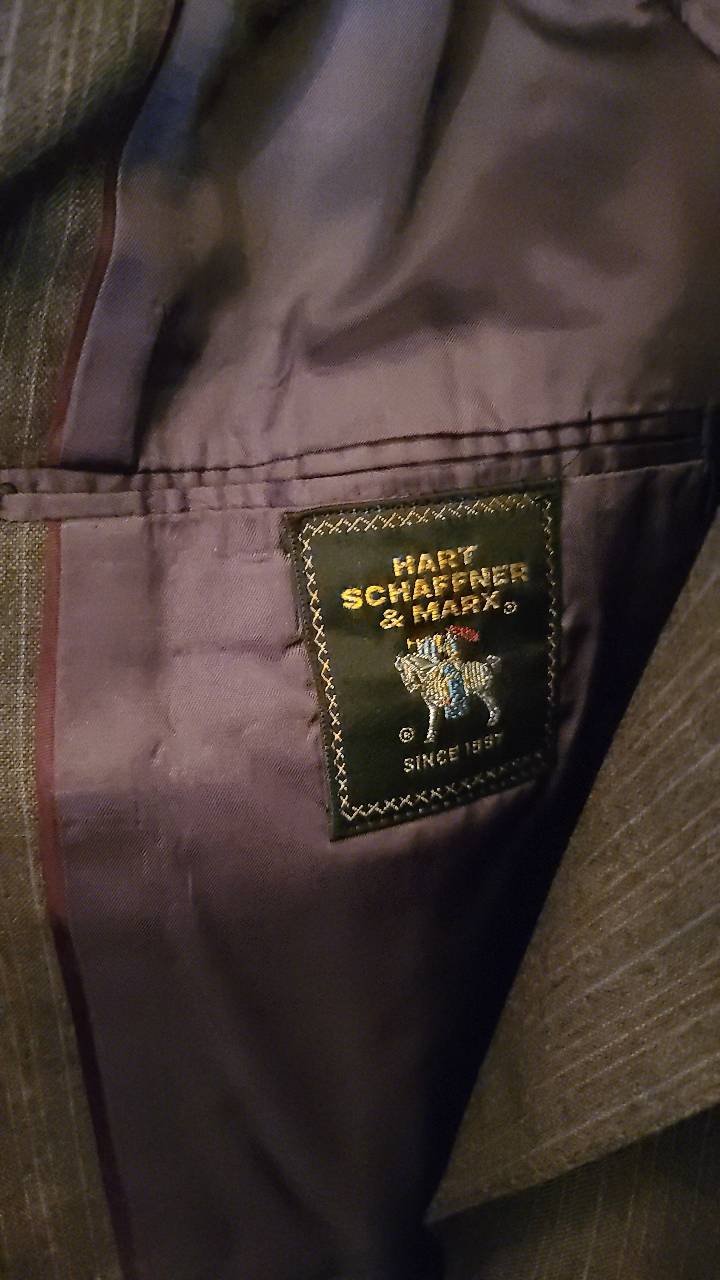 HART
SCHAFFNER
& MARX®
®
SINCE 1887